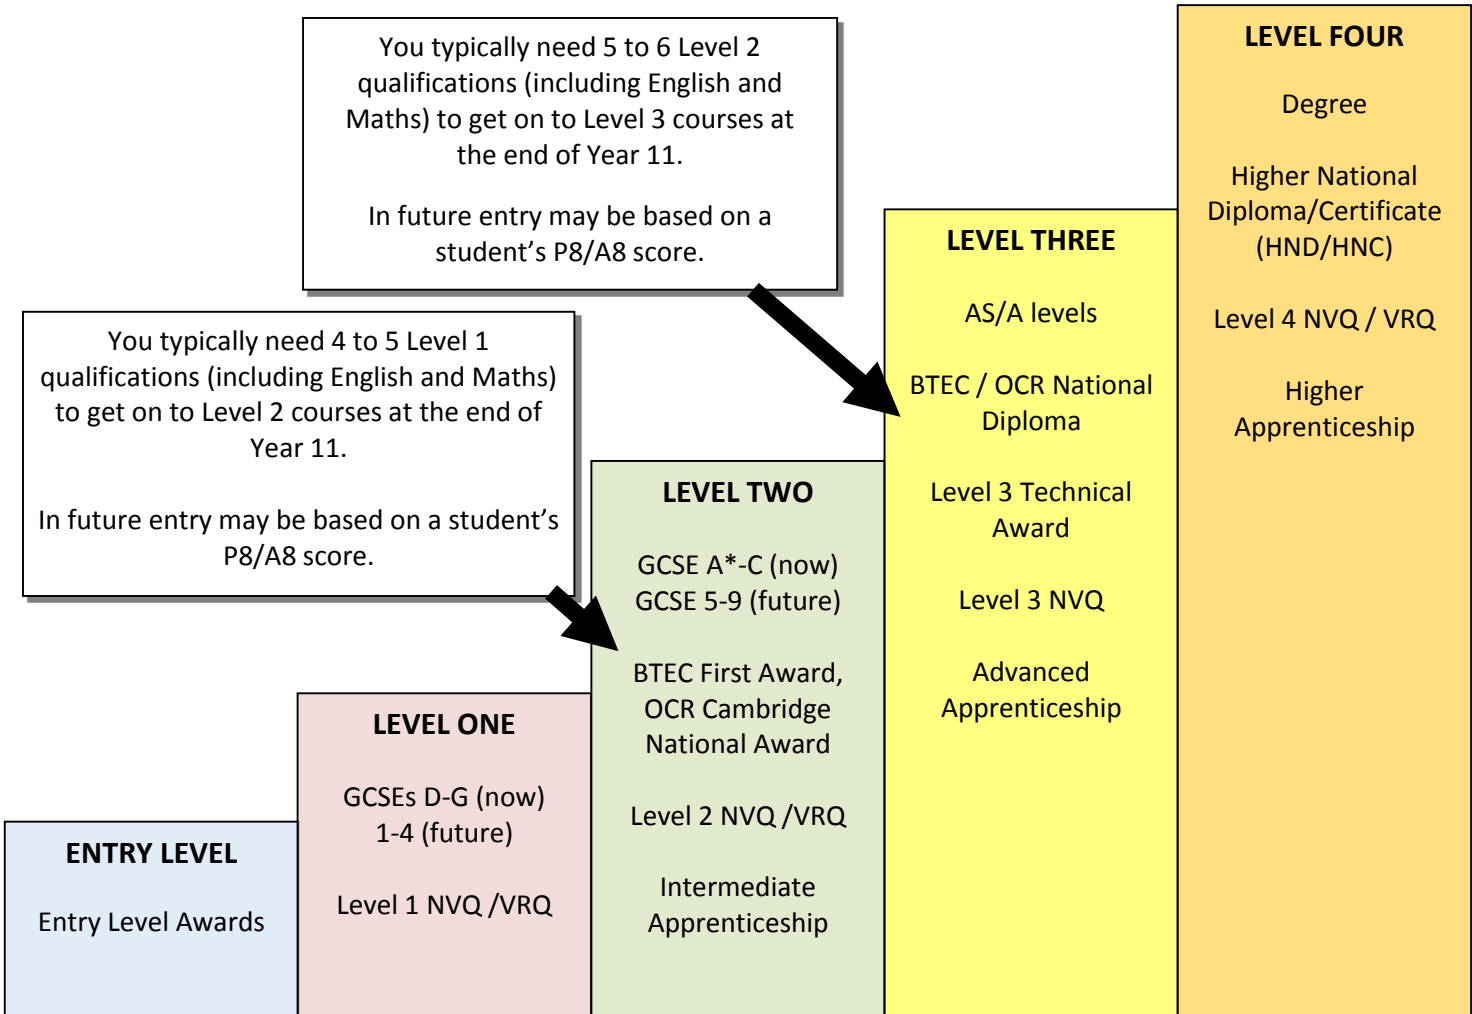 You typically need 5 to 6 Level 2
qualifications (including English and
Maths) to get on to Level 3 courses at
the end of Year 11.
In future entry may be based on a
student’s P8/A8 score.
You typically need 4 to 5 Level 1
qualifications (including English and Maths)
to get on to Level 2 courses at the end of
Year 11.
In future entry may be based on a student’s
P8/A8 score.
ENTRY LEVEL
Entry Level Awards
LEVEL ONE
GCSEs D-G (now)
1-4 (future)
Level 1 NVQ /VRQ
LEVEL TWO
GCSE A*-C (now)
GCSE 5-9 (future)
BTEC First Award,
OCR Cambridge
National Award
Level 2 NVQ /VRQ
Intermediate
Apprenticeship
LEVEL THREE
AS/A levels
BTEC / OCR National
Diploma
Level 3 Technical
Award
Level 3 NVQ
Advanced
Apprenticeship
LEVEL FOUR
Degree
Higher National
Diploma/Certificate
(HND/HNC)
Level 4 NVQ / VRQ
Higher
Apprenticeship